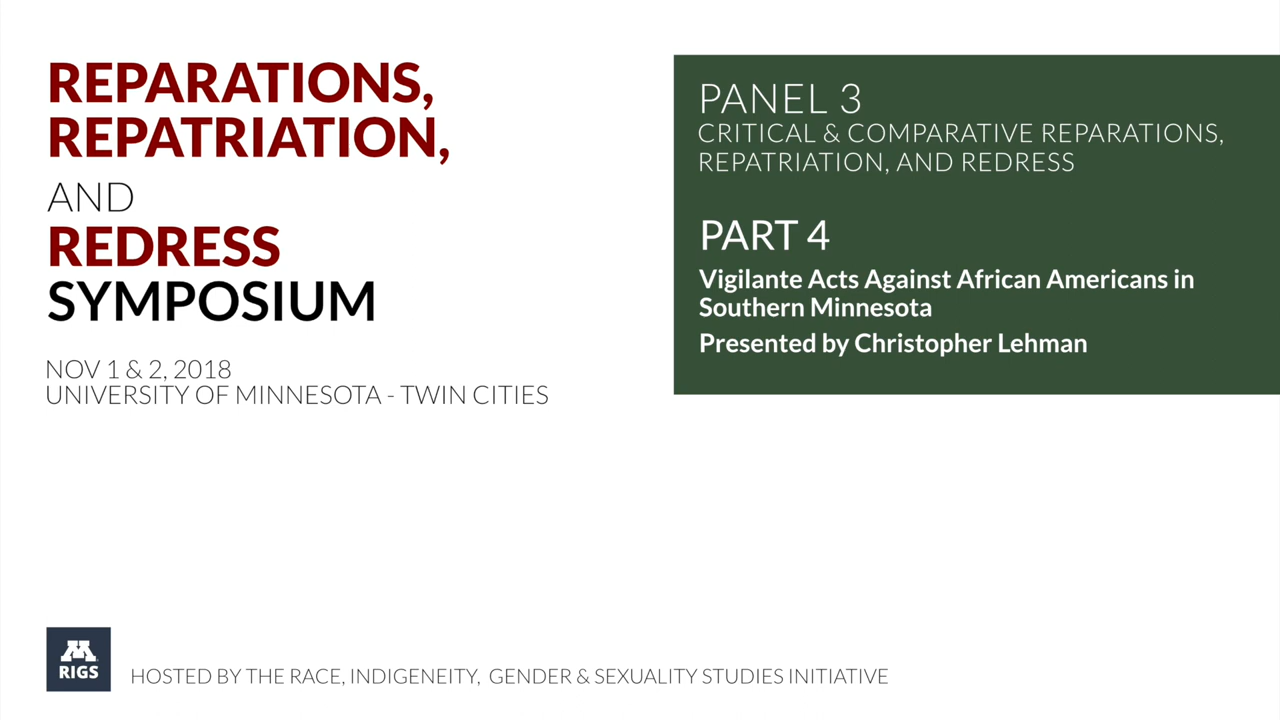 REPARATIONS,
REPATRIATION,
AND
REDRESS
SYMPOSIUM
NOV 1 & 2, 2018
UNIVERSITY OF MINNESOTA - TWIN CITIES
PANEL 3
CRITICAL & COMPARATIVE REPARATIONS,
REPATRIATION, AND REDRESS
PART 4
Vigilante Acts Against African Americans in
Southern Minnesota
Presented by Christopher Lehman
M
RIGS
HOSTED BY THE RACE, INDIGENEITY, GENDER & SEXUALITY STUDIES INITIATIVE